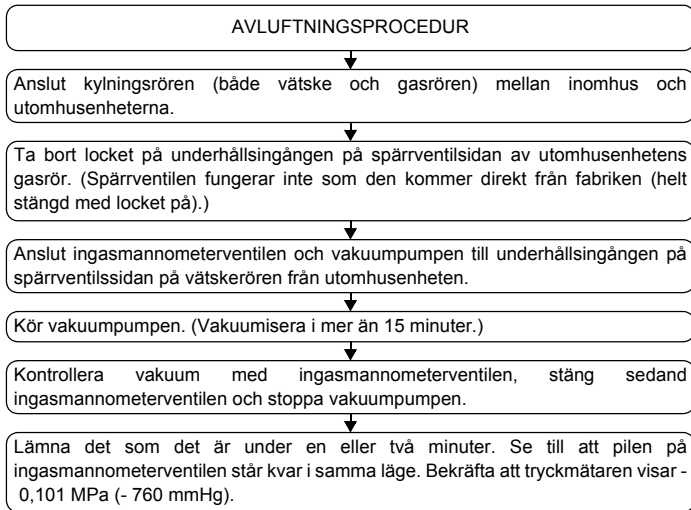 AVLUFTNINGSPROCEDUR
Anslut kylningsrören (både vätske och gasrören) mellan inomhus och
utomhusenheterna.
Ta bort locket på underhållsingången på spärrventilsidan av utomhusenhetens
gasrör. (Spärrventilen fungerar inte som den kommer direkt från fabriken (helt
stängd med locket på).)
Anslut ingasmannometerventilen och vakuumpumpen till underhållsingången på
spärrventilssidan på vätskerören från utomhusenheten.
Kör vakuumpumpen. (Vakuumisera i mer än 15 minuter.)
Kontrollera vakuum med ingasmannometerventilen, stäng sedand
ingasmannometerventilen och stoppa vakuumpumpen.
Lämna det som det är under en eller två minuter. Se till att pilen på
ingasmannometerventilen står kvar i samma läge. Bekräfta att tryckmätaren visar -
0,101 MPa (- 760 mmHg).